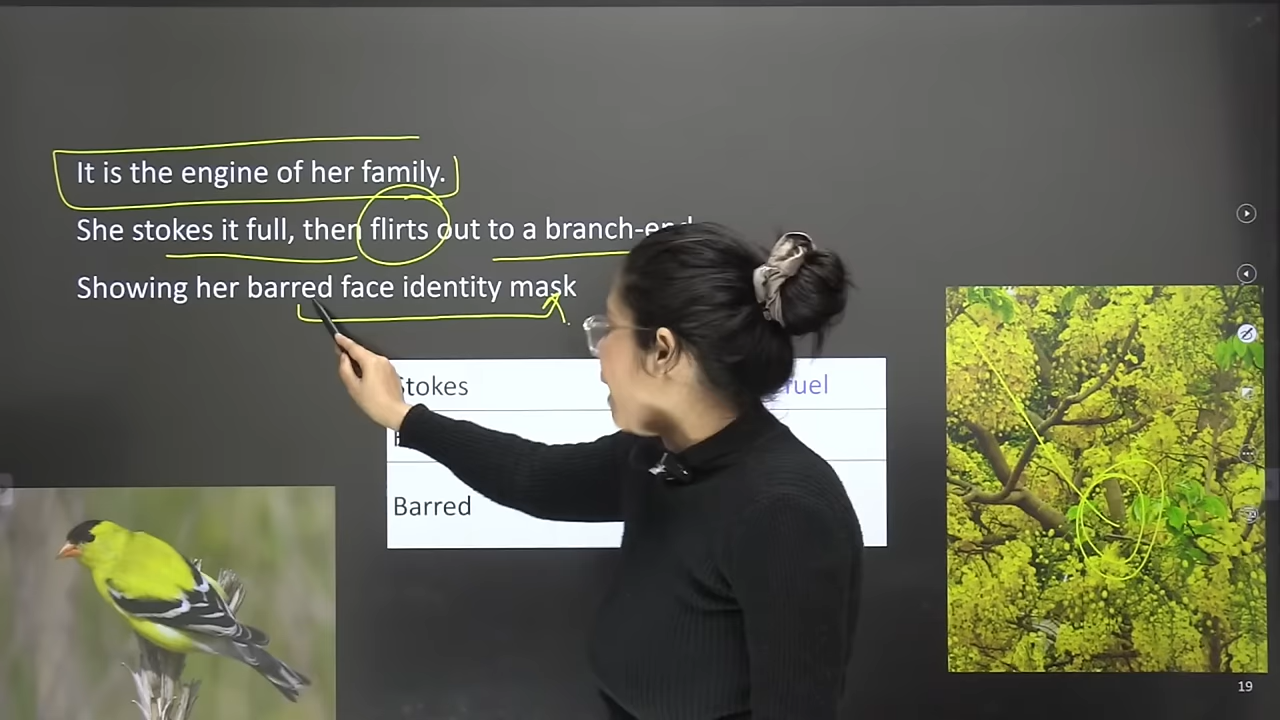 It is the engine of her family.
She stokes it full, then flirts out to a branch-end
Showing her barred face identity mask
Stokes
Barred
19